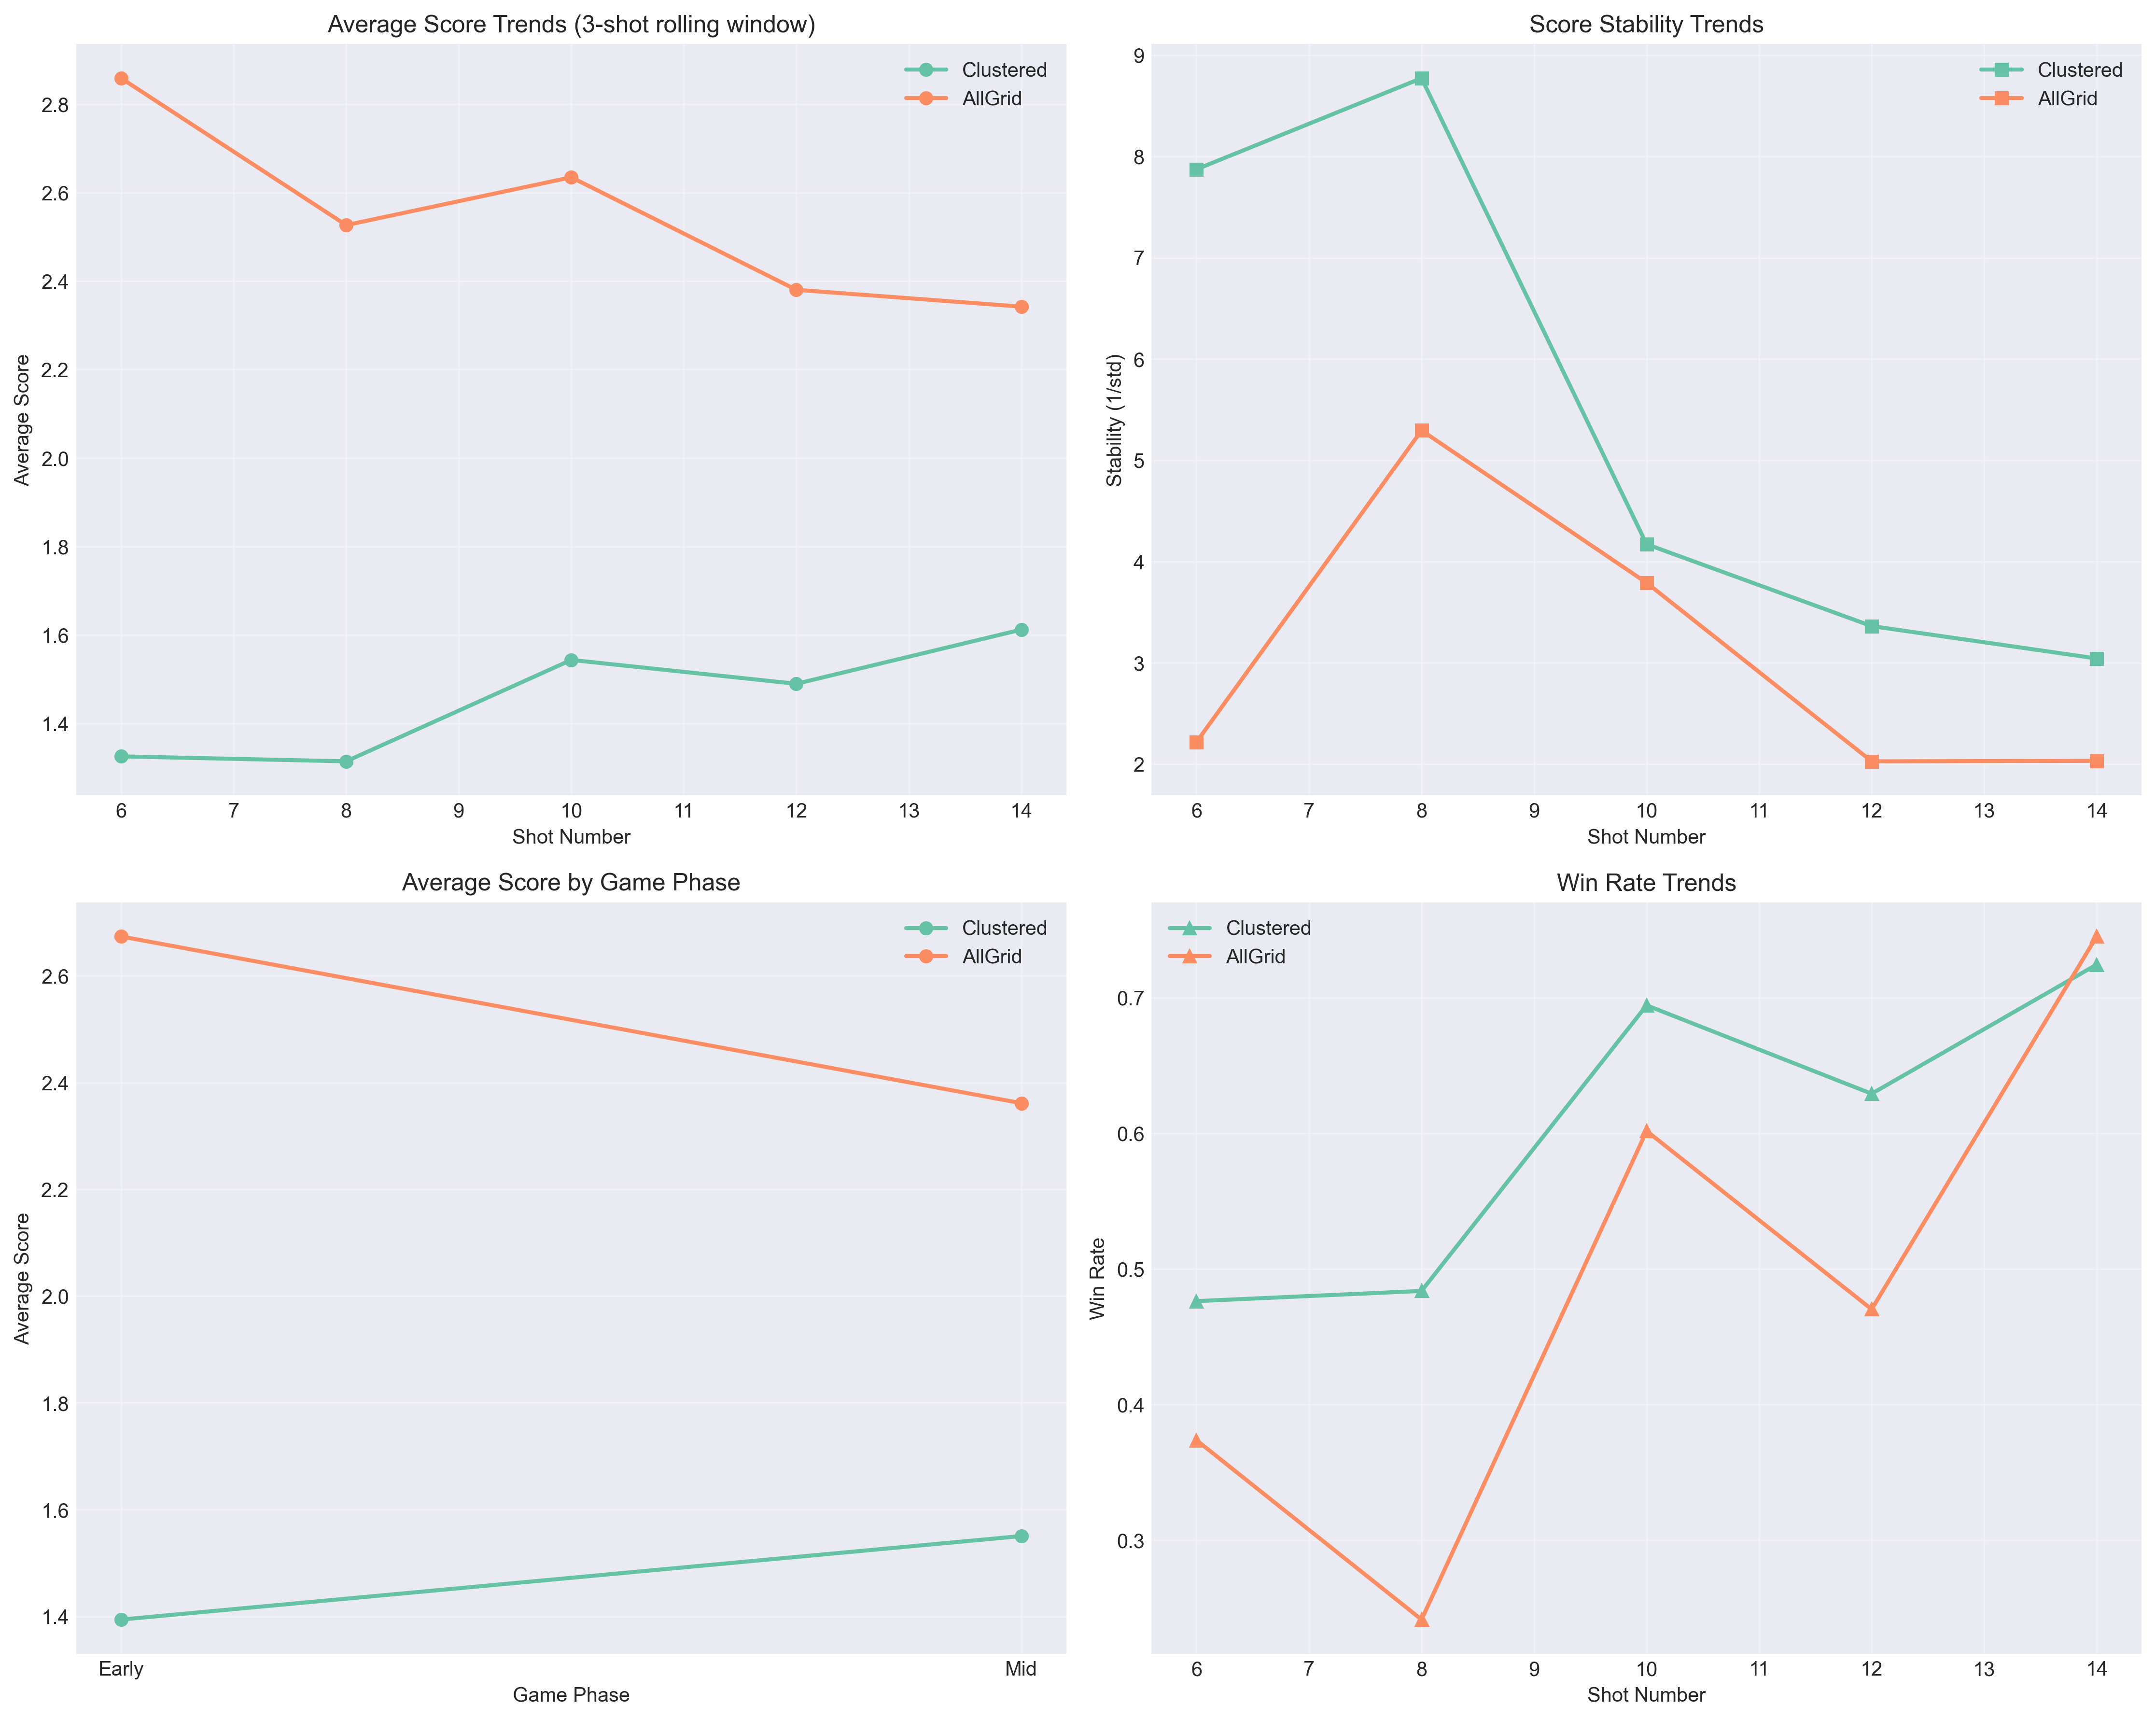 Average Score Trends (3-shot rolling window)
Clustered
AllGrid
2.8
2.6
2.4
2.2
2.0
1.8
1.6
1.4
Average Score
6 7 8 9 10 11 12 13 14
Shot Number
Score Stability Trends
Clustered
AllGrid
9
8
7
6
5
4
3
2
Stability (1/std)
6 7 8 9 10 11 12 13 14
Shot Number
Average Score by Game Phase
Clustered
AllGrid
2.6
2.4
2.2
2.0
1.8
1.6
1.4
Average Score
Early Mid
Game Phase
Win Rate Trends
Clustered
AllGrid
0.7
0.6
0.5
0.4
0.3
Win Rate
6 7 8 9 10 11 12 13 14
Shot Number